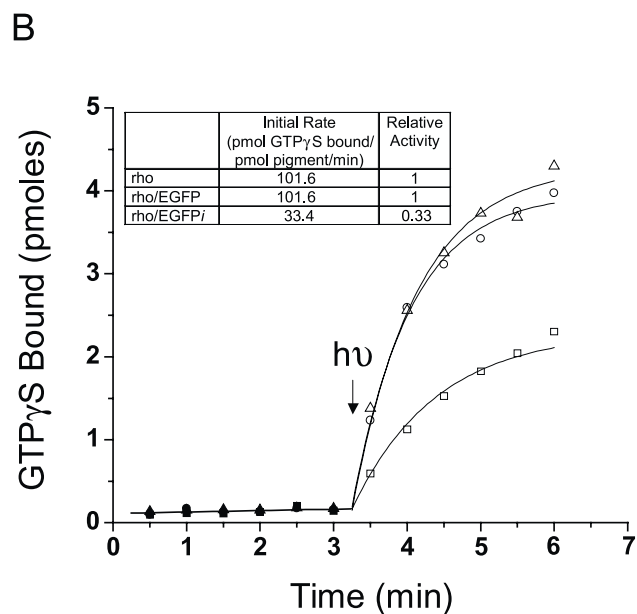 B
GTPγS Bound (pmoles)
5
4
3
2
1
0
Initial Rate
(pmol GTPγS bound/
pmol pigment/min)
Relative
Activity
rho 101.6 1
rho/EGFP 101.6 1
rho/EGFPi 33.4 0.33
hυ
0 1 2 3 4 5 6 7
Time (min)